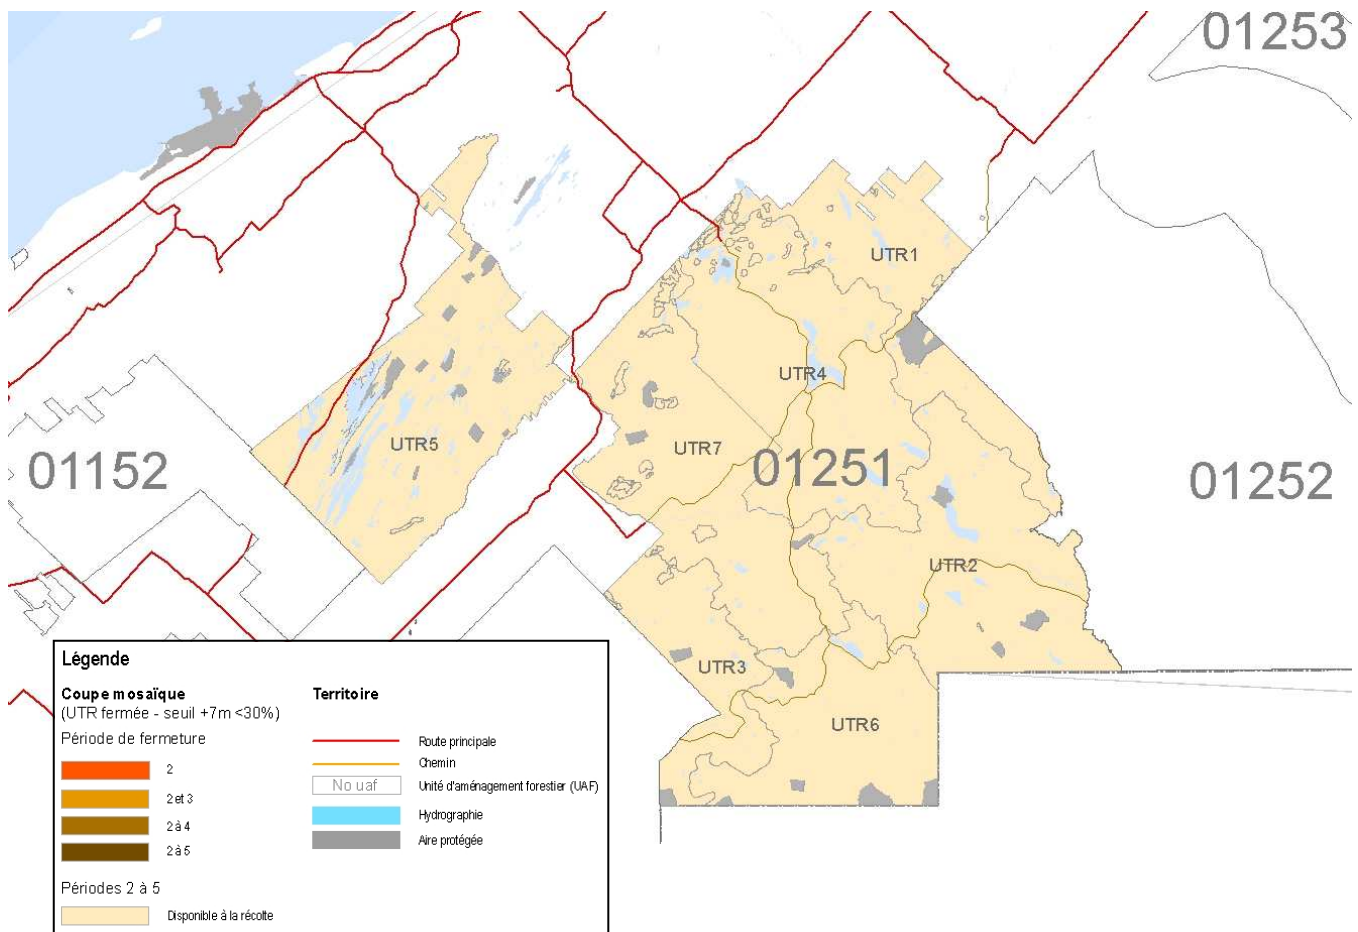 01253
UTR1
UTR4
UTR5
UTR7
01152
01251
01252
UTR2
UTR3
UTR6
Légende
Coupe mosaïque
(UTR fermée - seuil +7m <30%)
Période de fermeture
2
2 et 3
2 à 4
2 à 5
Périodes 2 à 5
Disponible à la récolte
Territoire
Route principale
Chemin
No uaf Unité d'aménagement forestier (UAF)
Hydrographie
Aire protégée